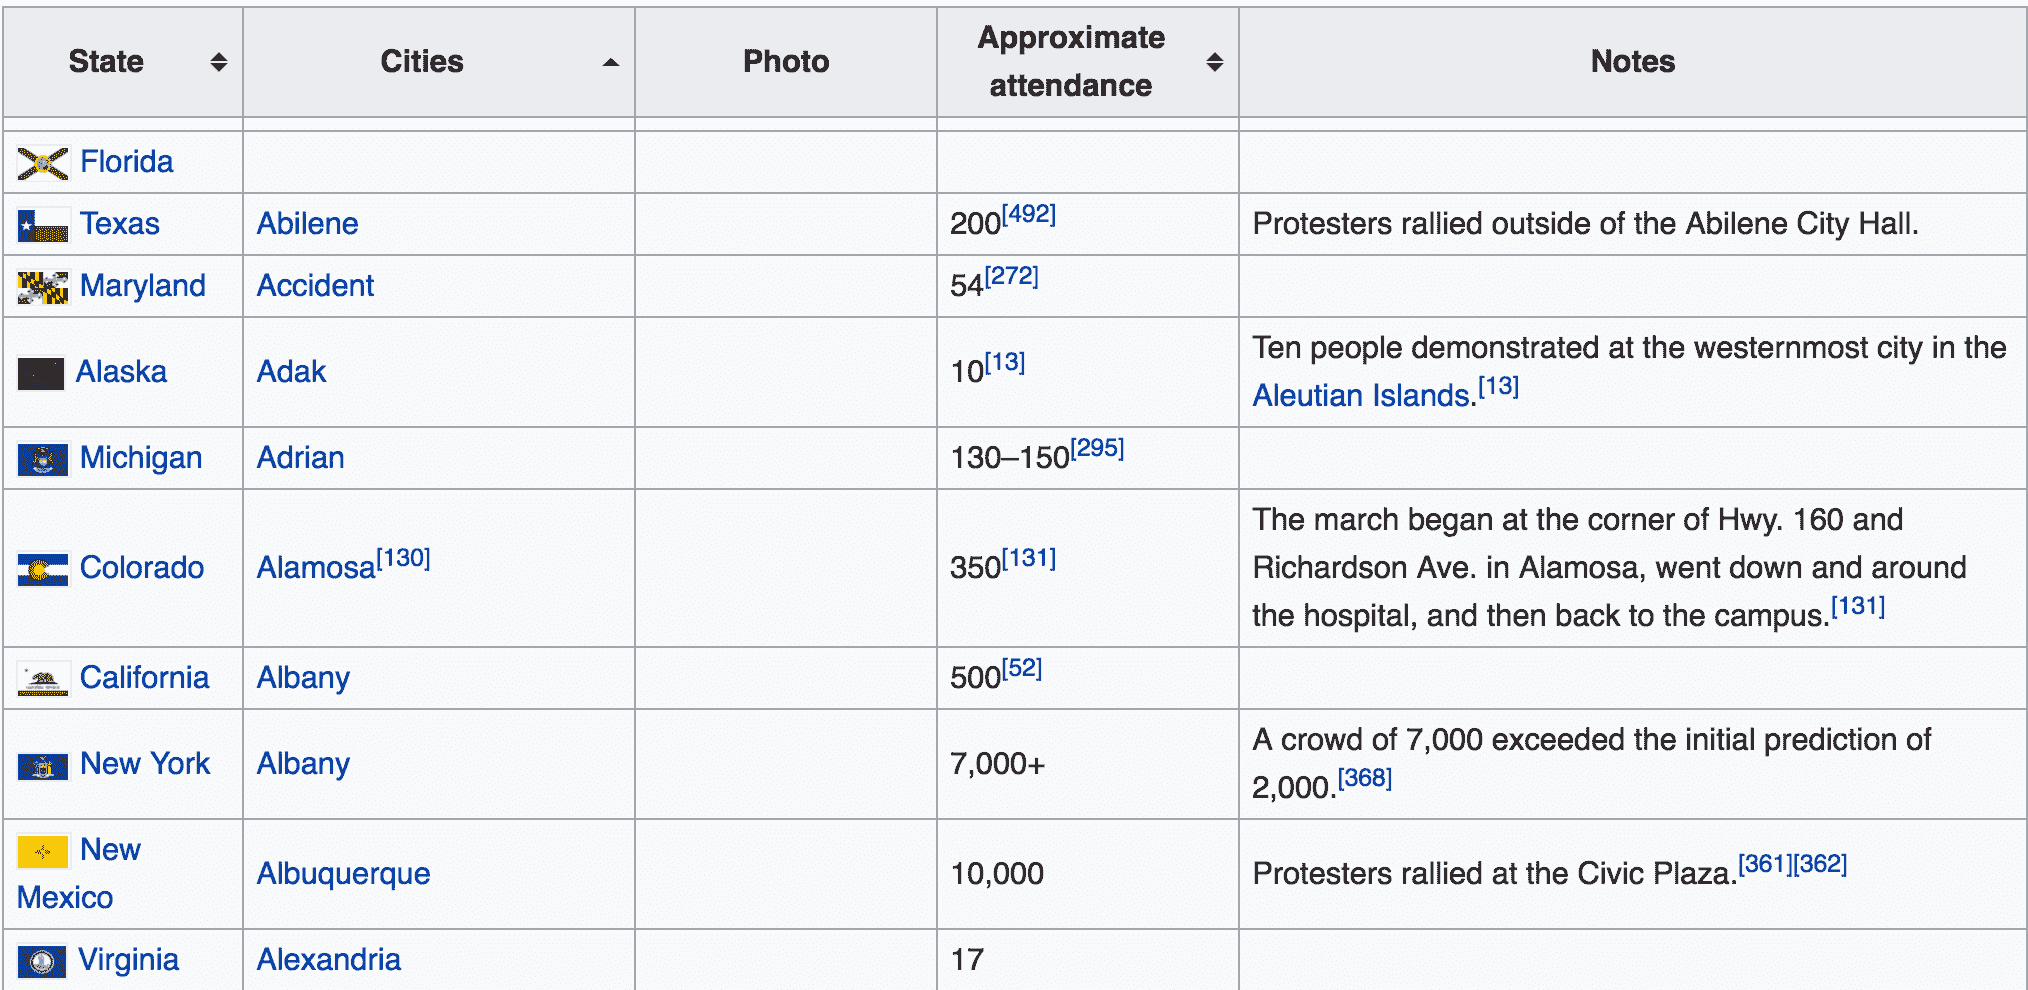 State Cities Photo Approximate attendance Notes
Florida
Texas Abilene 200[492] Protesters rallied outside of the Abilene City Hall.
Maryland Accident 54[272]
Alaska Adak 10[13] Ten people demonstrated at the westernmost city in the
Aleutian Islands.[13]
Michigan Adrian 130–150[295]
Colorado Alamosa[130] 350[131] The march began at the corner of Hwy. 160 and
Richardson Ave. in Alamosa, went down and around
the hospital, and then back to the campus.[131]
California Albany 500[52]
New York Albany 7,000+ A crowd of 7,000 exceeded the initial prediction of
2,000.[368]
New
Mexico Albuquerque 10,000 Protesters rallied at the Civic Plaza.[361][362]
Virginia Alexandria 17